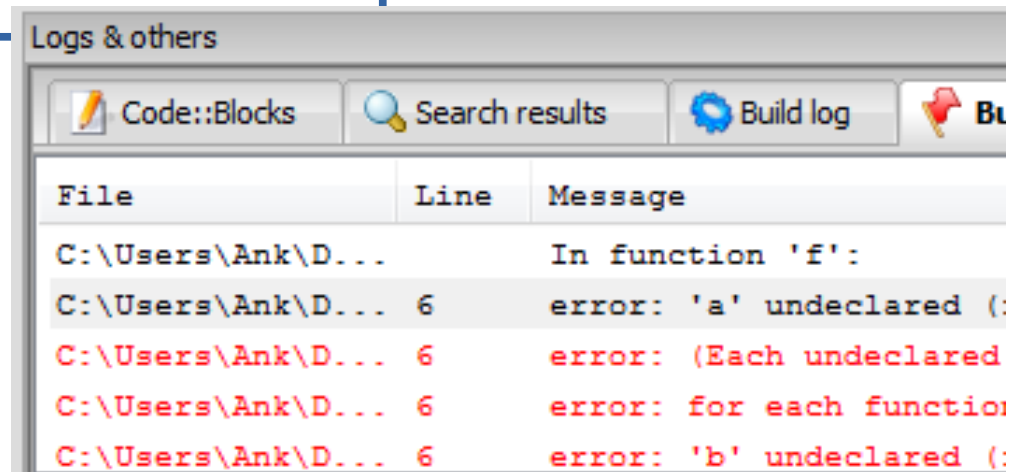 Logs & others
Code::Blocks Search results Build log
File Line Message
C:\Users\Ank\D... In function 'f':
C:\Users\Ank\D... 6 error: 'a' undeclared (
C:\Users\Ank\D... 6 error: (Each undeclared
C:\Users\Ank\D... 6 error: for each function
C:\Users\Ank\D... 6 error: 'b' undeclared (